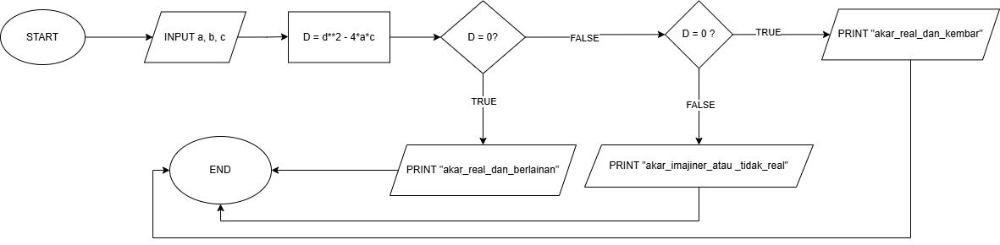 START
INPUT a, b, c
D = d**2 - 4*a*c
D = 0?
FALSE
D = 0 ?
TRUE
PRINT "akar_real_dan_kembar"
TRUE
FALSE
END
PRINT "akar_real_dan_berlainan"
PRINT "akar_imajiner_atau _tidak_real"